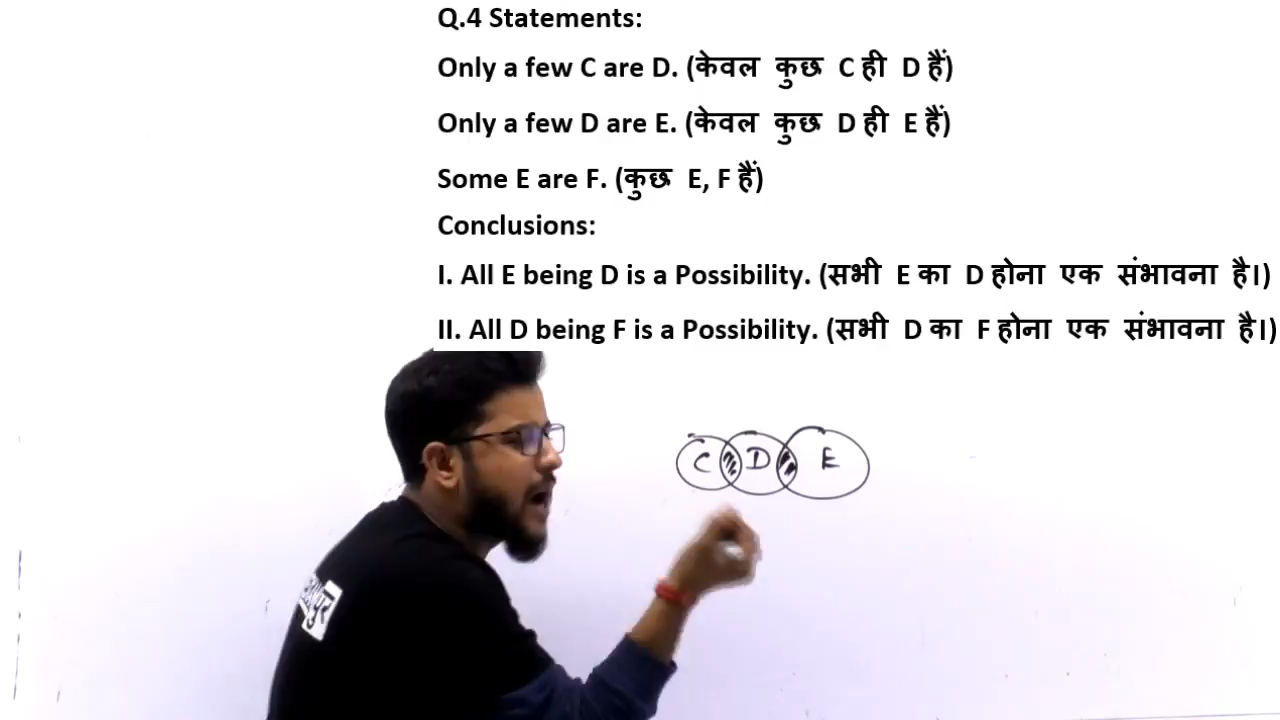 Q.4 Statements:
Only a few C are D. (केवल कुछ C ही D हैं)
Only a few D are E. (केवल कुछ D ही E हैं)
Some E are F. (कुछ E, F हैं)
Conclusions:
I. All E being D is a Possibility. (सभी E का D होना एक संभावना है।)
II. All D being F is a Possibility. (सभी D का F होना एक संभावना है।)
C D E